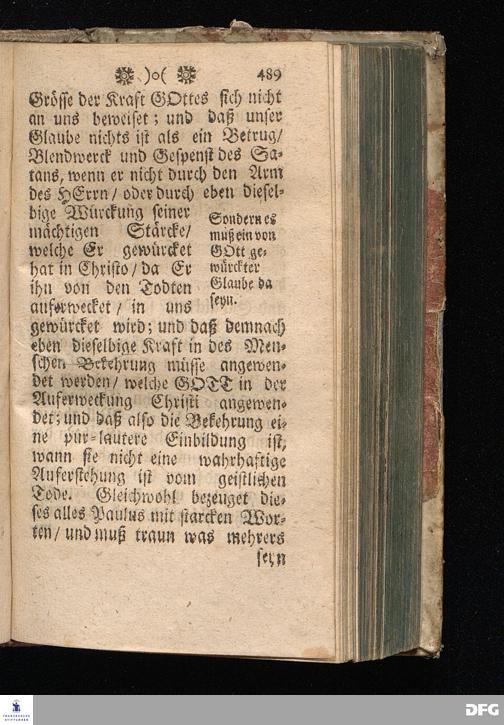 )o( 489
Grösse der Kraft GOttes sich nicht
an uns beweiset; und daß unser
Glaube nichts ist als ein Betrug/
Blendwerck und Gespenst des Sa-
tans, wenn er nicht durch den Arm
des HErrn/ oder durch eben diesel-
bige Würckung seiner
mächtigen Stärcke/
welche Er gewürcket
hat in Christo/ da Er
ihn von den Todten
auferwecket/ in uns
Sondern es
muß ein von
GOtt ge-
würckter
Glaube da
seyn.
gewürcket wird; und daß demnach
eben dieselbige Kraft in des Men-
schen Bekehrung müsse angewen-
det werden/ welche GOTT in der
Auferweckung Christi angewen-
det; und daß also die Bekehrung ei-
ne pur-lautere Einbildung ist,
wann sie nicht eine wahrhaftige
Auferstehung ist vom geistlichen
Tode. Gleichwohl bezeuget die-
ses alles Paulus mit starcken Wor-
ten/ und muß traun was mehrers
seyn
FRANCKESCHE
STIFTUNGEN
DFG